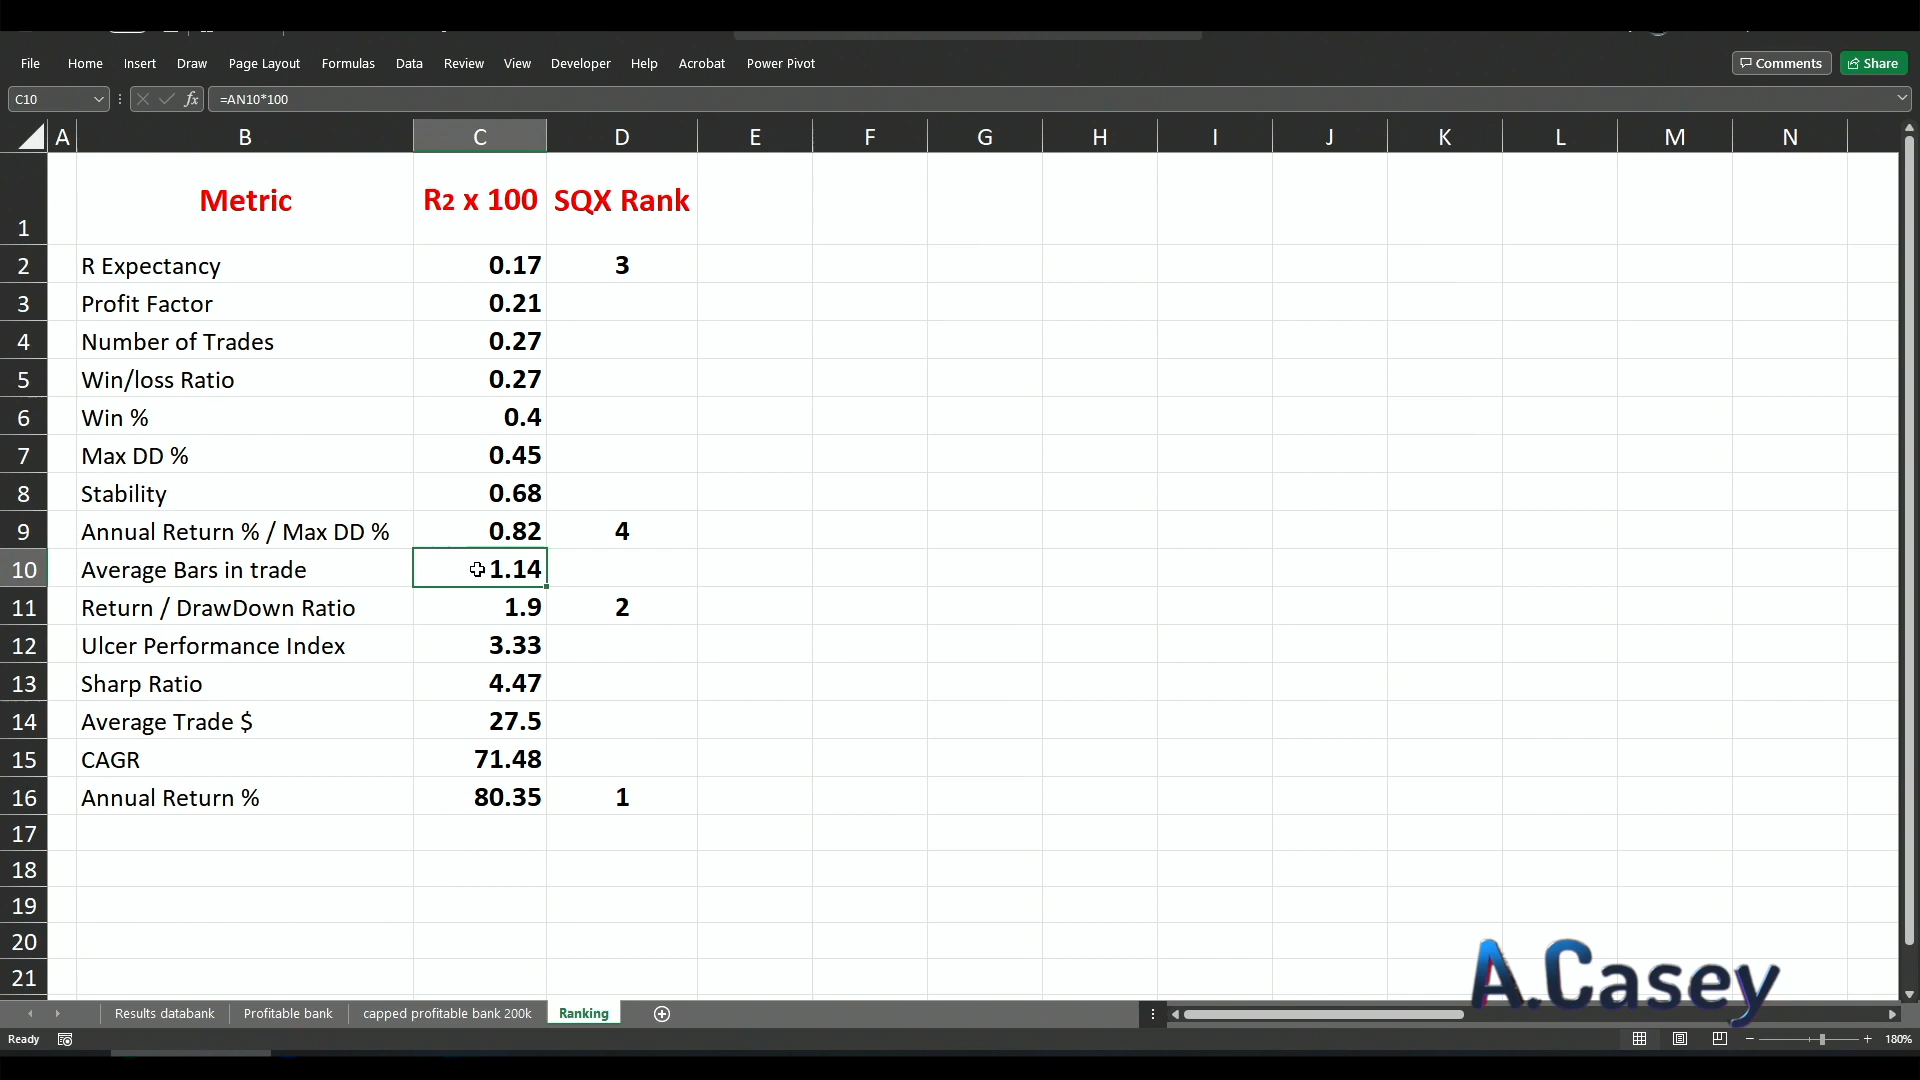 File Home Insert Draw Page Layout Formulas Data Review View Developer Help Acrobat Power Pivot Comments Share
C10 fx =AN10*100
A B C D E F G H I J K L M N
1 Metric R2 x 100 SQX Rank
2 R Expectancy 0.17 3
3 Profit Factor 0.21
4 Number of Trades 0.27
5 Win/loss Ratio 0.27
6 Win % 0.4
7 Max DD % 0.45
8 Stability 0.68
9 Annual Return % / Max DD % 0.82 4
10 Average Bars in trade 1.14
11 Return / DrawDown Ratio 1.9 2
12 Ulcer Performance Index 3.33
13 Sharp Ratio 4.47
14 Average Trade $ 27.5
15 CAGR 71.48
16 Annual Return % 80.35 1
17
18
19
20
21
A.Casey
Results databank Profitable bank capped profitable bank 200k Ranking
Ready 180%